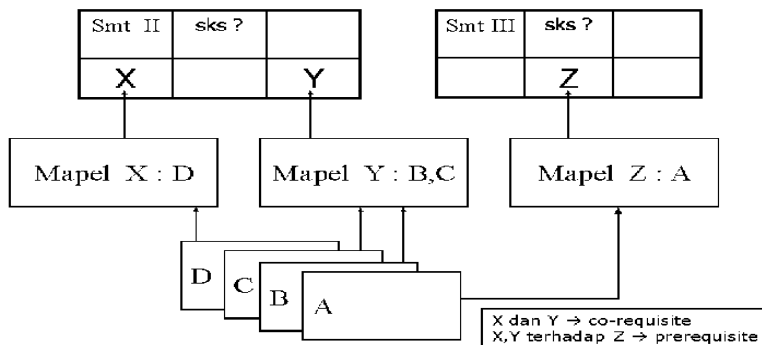 Smt II sks ?
X Y
Smt III sks ?
Z
Mapel X : D
Mapel Y : B,C
Mapel Z : A
D
C
B
A
X dan Y → co-requisite
X,Y terhadap Z → prerequisite